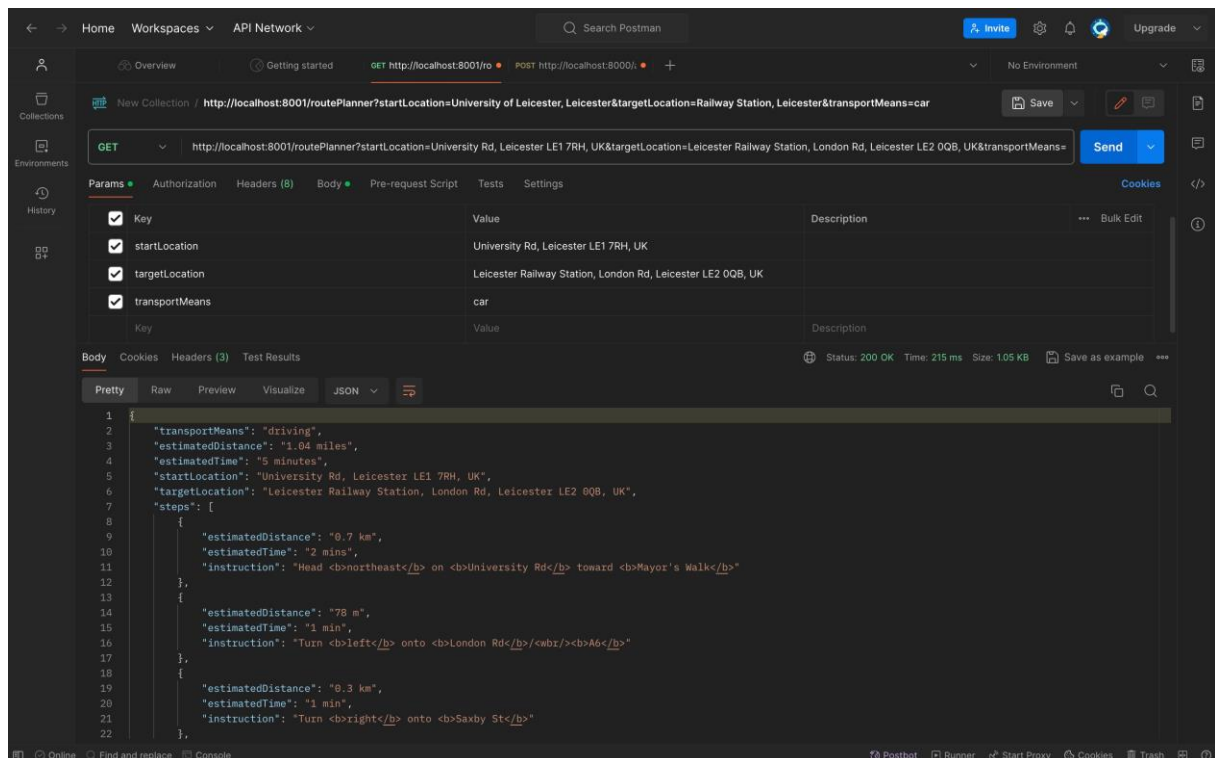 Home Workspaces API Network Search Postman Invite Upgrade
Overview Getting started GET http://localhost:8001/ro POST http://localhost:8000/ + No Environment
New Collection / http://localhost:8001/routePlanner?startLocation=University of Leicester, Leicester&targetLocation=Railway Station, Leicester&transportMeans=car Save
Collections
GET http://localhost:8001/routePlanner?startLocation=University Rd, Leicester LE1 7RH, UK&targetLocation=Leicester Railway Station, London Rd, Leicester LE2 0QB, UK&transportMeans= Send
Environments
Params Authorization Headers (8) Body Pre-request Script Tests Settings Cookies
History
Key Value Description Bulk Edit
startLocation University Rd, Leicester LE1 7RH, UK
targetLocation Leicester Railway Station, London Rd, Leicester LE2 0QB, UK
transportMeans car
Key Value Description
Body Cookies Headers (3) Test Results Status: 200 OK Time: 215 ms Size: 1.05 KB Save as example
Pretty Raw Preview Visualize JSON
1 {
2 "transportMeans": "driving",
3 "estimatedDistance": "1.04 miles",
4 "estimatedTime": "5 minutes",
5 "startLocation": "University Rd, Leicester LE1 7RH, UK",
6 "targetLocation": "Leicester Railway Station, London Rd, Leicester LE2 0QB, UK",
7 "steps": [
8 {
9 "estimatedDistance": "0.7 km",
10 "estimatedTime": "2 mins",
11 "instruction": "Head <b>northeast</b> on <b>University Rd</b> toward <b>Mayor's Walk</b>"
12 },
13 {
14 "estimatedDistance": "78 m",
15 "estimatedTime": "1 min",
16 "instruction": "Turn <b>left</b> onto <b>London Rd</b>/<wbr/><b>A6</b>"
17 },
18 {
19 "estimatedDistance": "0.3 km",
20 "estimatedTime": "1 min",
21 "instruction": "Turn <b>right</b> onto <b>Saxby St</b>"
22 },
Online Find and replace Console Postbot Runner Start Proxy Cookies Trash